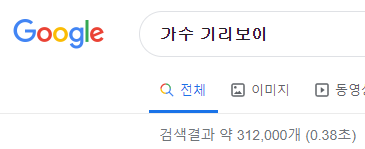 Google
가수 기리보이
전체 이미지 동영상
검색결과 약 312,000개 (0.38초)